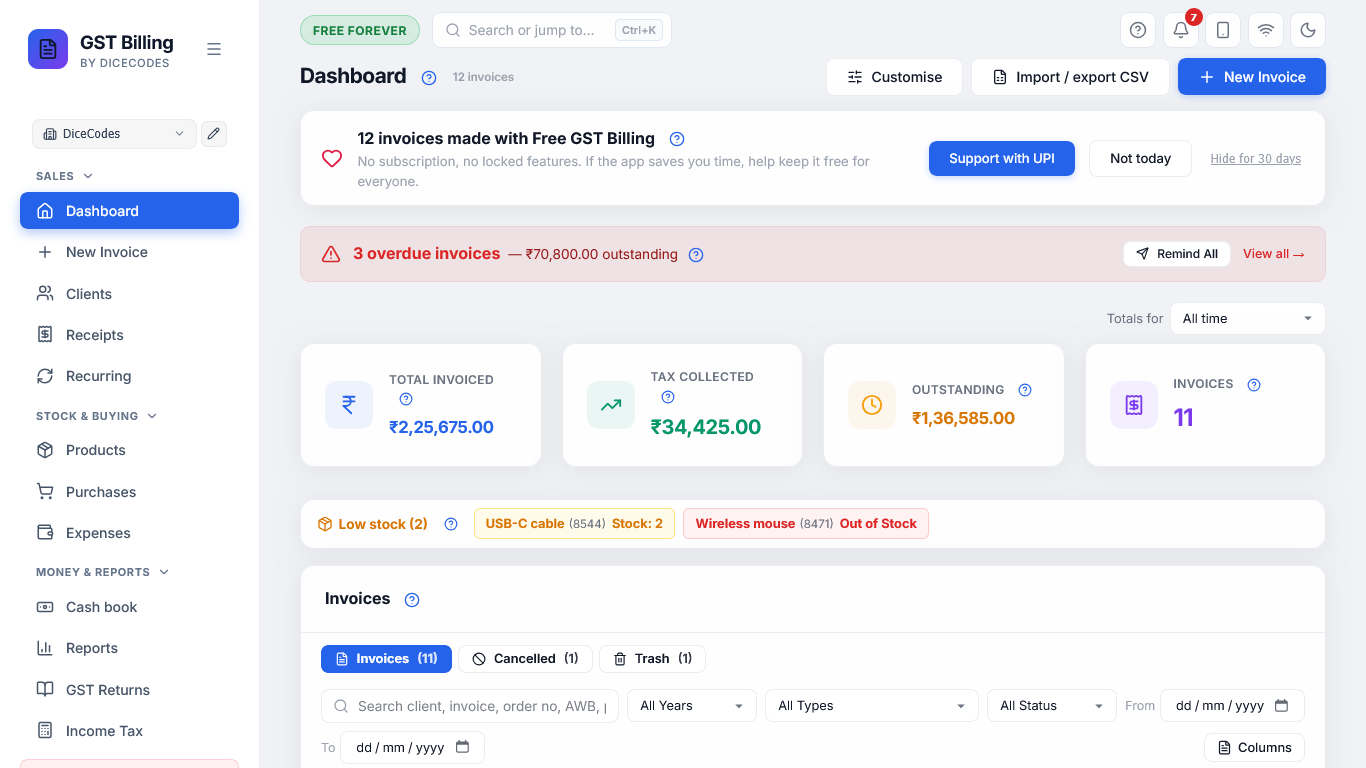 GST Billing
BY DICECODES
DiceCodes
SALES
Dashboard
New Invoice
Clients
Receipts
Recurring
STOCK & BUYING
Products
Purchases
Expenses
MONEY & REPORTS
Cash book
Reports
GST Returns
Income Tax
FREE FOREVER
Search or jump to...
Ctrl+K
7
Dashboard
12 invoices
Customise
Import / export CSV
New Invoice
12 invoices made with Free GST Billing
No subscription, no locked features. If the app saves you time, help keep it free for
everyone.
Support with UPI
Not today
Hide for 30 days
3 overdue invoices — ₹70,800.00 outstanding
Remind All
View all →
Totals for
All time
TOTAL INVOICED
₹2,25,675.00
TAX COLLECTED
₹34,425.00
OUTSTANDING
₹1,36,585.00
INVOICES
11
Low stock (2)
USB-C cable (8544) Stock: 2
Wireless mouse (8471) Out of Stock
Invoices
Invoices (11)
Cancelled (1)
Trash (1)
Search client, invoice, order no, AWB,
All Years
All Types
All Status
From
dd / mm / yyyy
To
dd / mm / yyyy
Columns